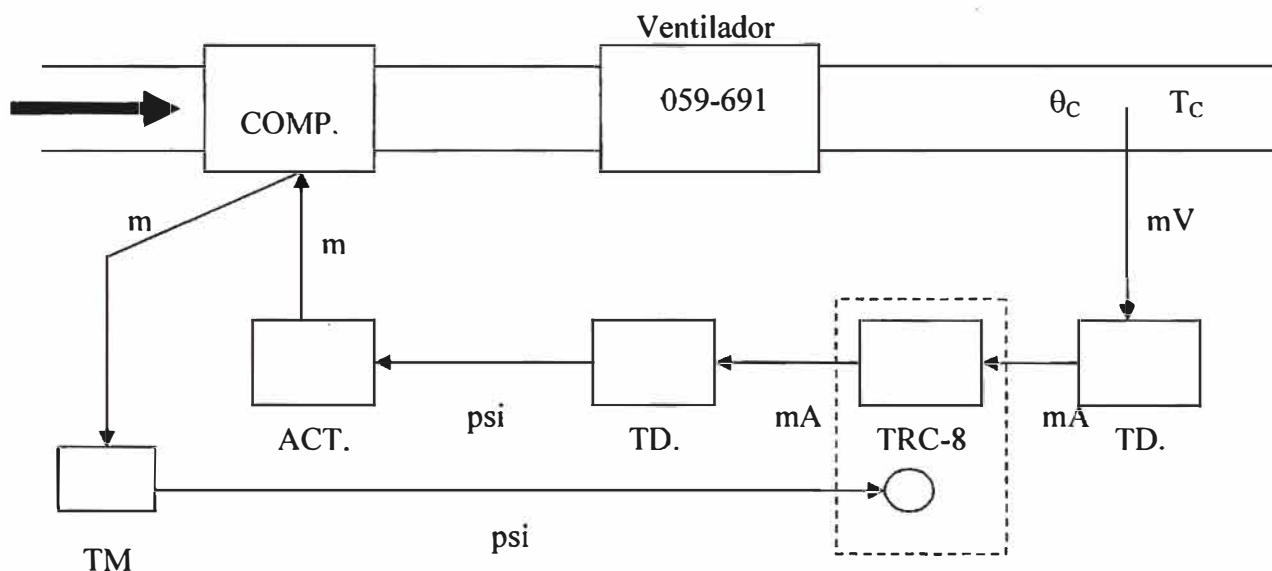 Ventilador
059-691
COMP.
θC TC
m
m
mV
psi
mA
mA
ACT.
TD.
TRC-8
TD.
psi
TM